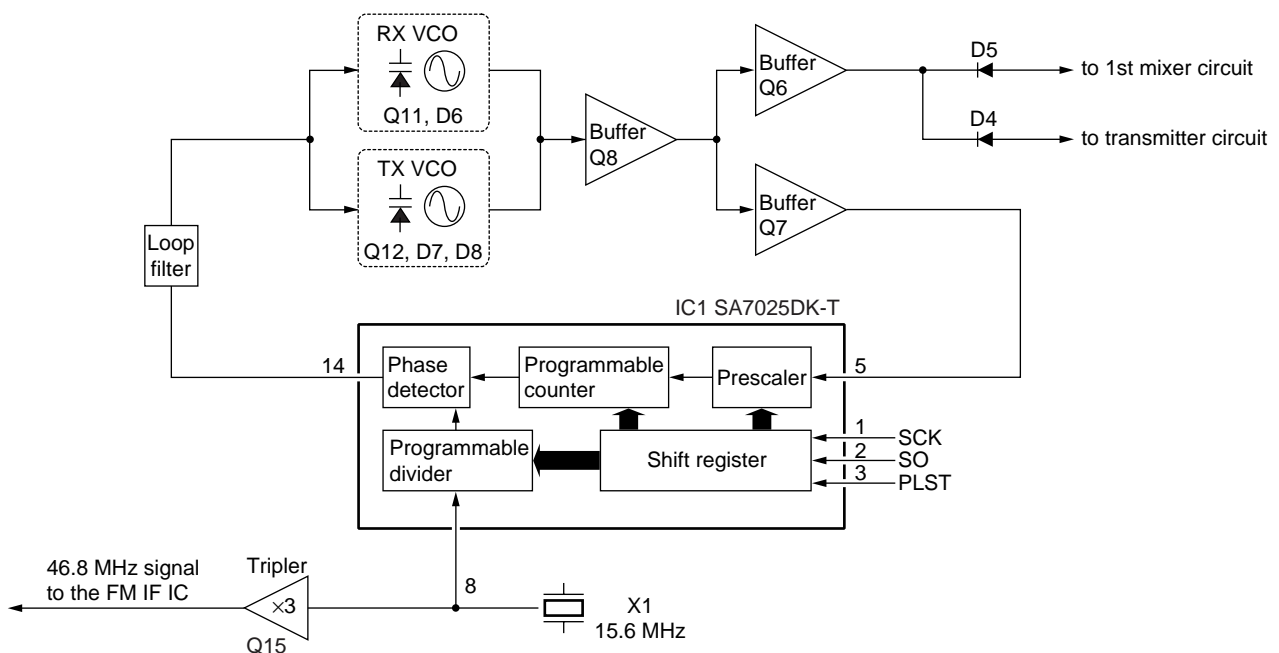 RX VCO
Q11, D6
TX VCO
Q12, D7, D8
Buffer
Q8
Buffer
Q6
Buffer
Q7
D5
to 1st mixer circuit
D4
to transmitter circuit
Loop
filter
IC1 SA7025DK-T
14
Phase
detector
Programmable
counter
Prescaler
5
Programmable
divider
Shift register
1
SCK
2
SO
3
PLST
46.8 MHz signal
to the FM IF IC
Tripler
×3
Q15
8
X1
15.6 MHz